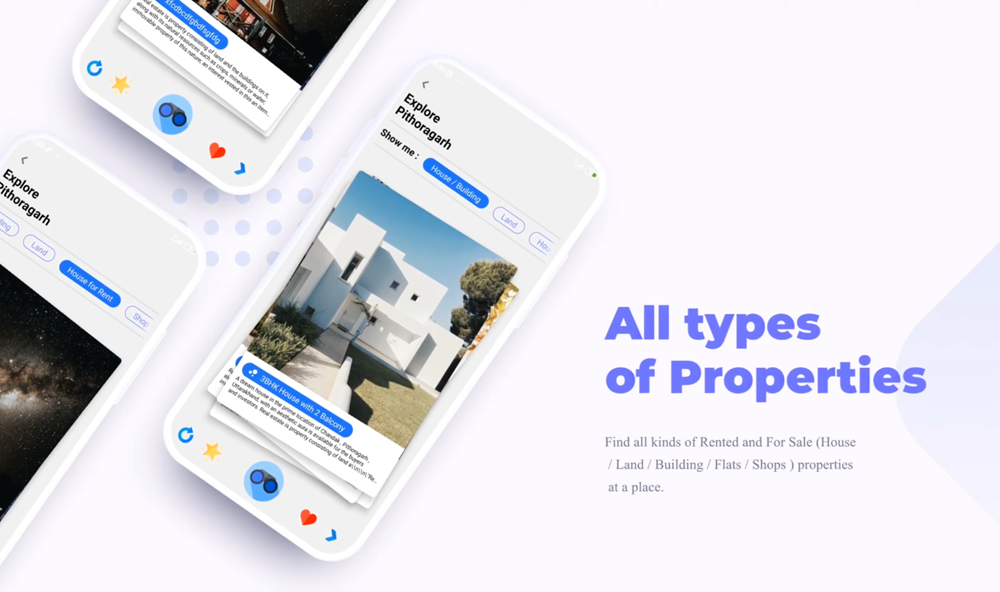 xfcdbcdfgbdfsgfdg
real estate is property consisting of land and the buildings on it,
along with its natural resources such as crops, minerals or water;
immovable property of this nature; an interest vested in this an item..
Explore
Pithoragarh
Land
House for Rent
Shop
Explore
Pithoragarh
Show me :
House / Building
Land
3BHK House with 2 Balcony
A dream house in the prime location of Chandak , Pithoragarh,
Uttarakhand, with an aesthetic aura is available for the buyers
and investors. Real estate is property consisting of land a\n\n\ 'Re..
All types
of Properties
Find all kinds of Rented and For Sale (House
/ Land / Building / Flats / Shops ) properties
at a place.